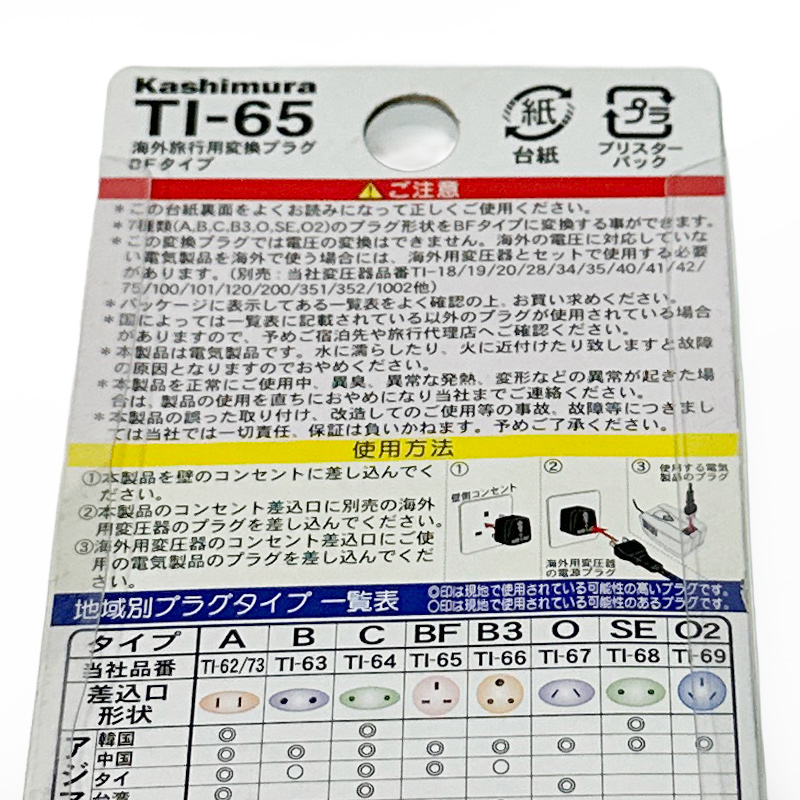 Kashimura
TI-65
海外旅行用変換プラグ
BFタイプ
紙
台紙
プラ
ブリスター
パック
ご注意
*この台紙裏面をよくお読みになって正しくご使用ください。
*7種類(A,B,C,B3,O,SE,O2)のプラグ形状をBFタイプに変換する事ができます。
*この変換プラグでは電圧の変換はできません。海外の電圧に対応していな
い電気製品を海外で使う場合には、海外用変圧器とセットで使用する必要
があります。(別売:当社変圧器品番TI-18/19/20/28/34/35/40/41/42/
75/100/101/120/200/351/352/1002他)
*パッケージに表示してある一覧表をよく確認の上、お買い求めください。
*国によっては一覧表に記載されている以外のプラグが使用されている場合
がありますので、予めご宿泊先や旅行代理店へご確認ください。
*本製品は電気製品です。水に濡らしたり、火に近付けたり致しますと故障
の原因となりますのでおやめください。
*本製品を正常にご使用中、異臭、異常な発熱、変形などの異常が起きた場
合は、製品の使用を直ちにおやめになり当社までご連絡ください。
*本製品の誤った取り付け、改造してのご使用等の事故、故障等につきまし
ては当社では一切責任、保証は負いかねます。予めご了承ください。
使用方法
①本製品を壁のコンセントに差し込んでく
ださい。
②本製品のコンセント差込口に別売の海外
用変圧器のプラグを差し込んでください。
③海外用変圧器のコンセント差込口にご使
用の電気製品のプラグを差し込んでくだ
さい。
①
壁側コンセント
②
海外用変圧器
の電源プラグ
③
使用する電気
製品のプラグ
地域別プラグタイプ一覧表
◎印は現地で使用されている可能性の高いプラグです。
○印は現地で使用されている可能性のあるプラグです。
タイプ A B C BF B3 O SE O2
当社品番 TI-62/73 TI-63 TI-64 TI-65 TI-66 TI-67 TI-68 TI-69
差込口
形状
アジア
韓国 ◎ ◎ ◎
中国 ◎ ◎ ◎ ◎ ◎ ◎ ◎ ◎
タイ ◎ ○ ◎ ◎ ○
台湾 ◎ ◎ ◎